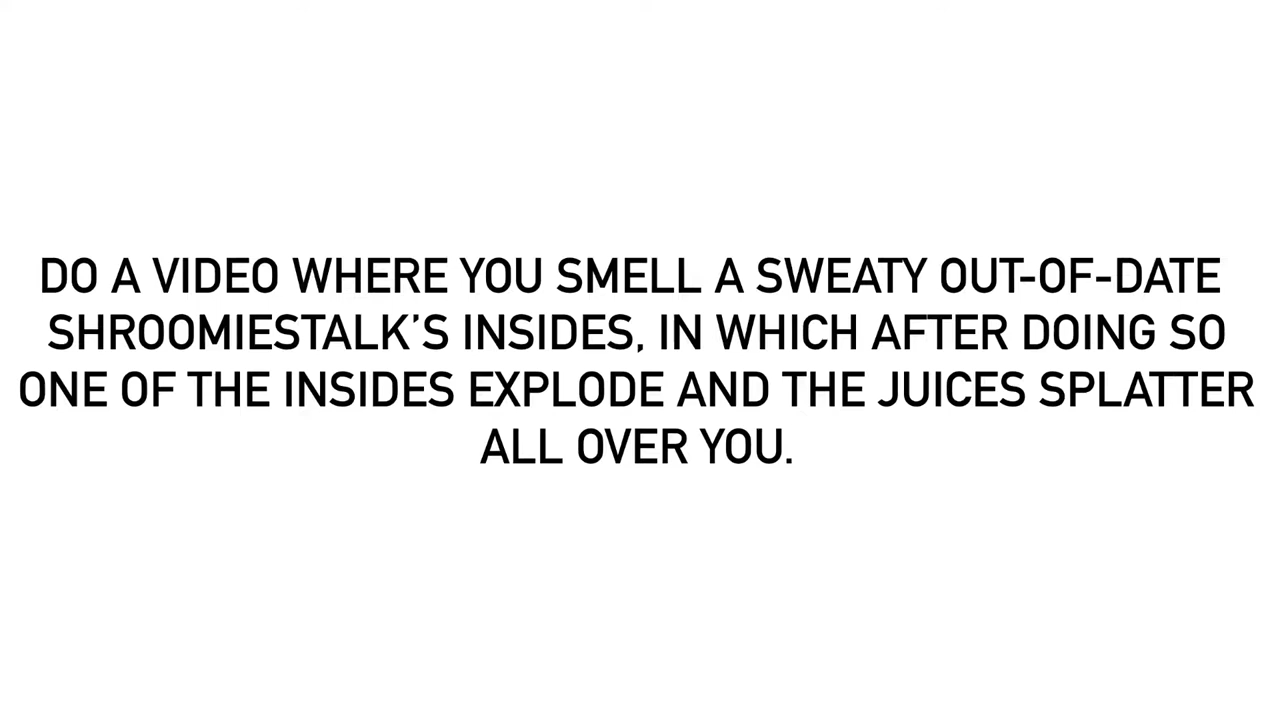 DO A VIDEO WHERE YOU SMELL A SWEATY OUT-OF-DATE
SHROOMIESTALK’S INSIDES, IN WHICH AFTER DOING SO
ONE OF THE INSIDES EXPLODE AND THE JUICES SPLATTER
ALL OVER YOU.